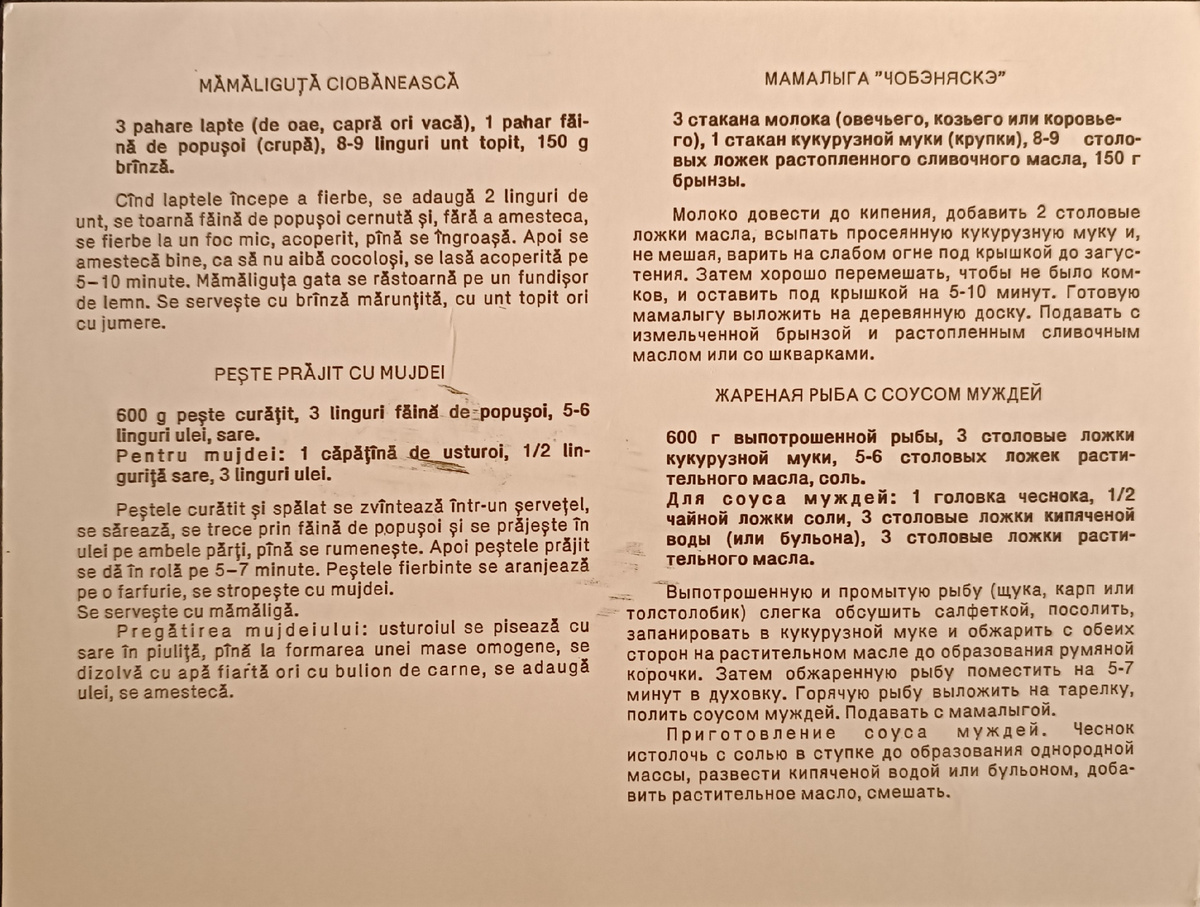 MĂMĂLIGUŢĂ CIOBĂNEASCĂ
3 pahare lapte (de oae, capră ori vacă), 1 pahar făi-
nă de popuşoi (crupă), 8-9 linguri unt topit, 150 g
brînză.
Cînd laptele începe a fierbe, se adaugă 2 linguri de
unt, se toarnă făină de popuşoi cernută şi, fără a amesteca,
se fierbe la un foc mic, acoperit, pînă se îngroaşă. Apoi se
amestecă bine, ca să nu aibă cocoloşi, se lasă acoperită pe
5–10 minute. Mămăliguţa gata se răstoarnă pe un fundişor
de lemn. Se serveşte cu brînză mărunţită, cu unt topit ori
cu jumere.
PEŞTE PRĂJIT CU MUJDEI
600 g peşte curăţit, 3 linguri făină de popuşoi, 5-6
linguri ulei, sare.
Pentru mujdei: 1 căpăţînă de usturoi, 1/2 lin-
guriţă sare, 3 linguri ulei.
Peştele curătit şi spălat se zvîntează într-un şerveţel,
se sărează, se trece prin făină de popuşoi şi se prăjeşte în
ulei pe ambele părţi, pînă se rumeneşte. Apoi peştele prăjit
se dă în rolă pe 5–7 minute. Peştele fierbinte se aranjează
pe o farfurie, se stropeşte cu mujdei.
Se serveşte cu mămăligă.
Pregătirea mujdeiului: usturoiul se pisează cu
sare în piuliţă, pînă la formarea unei mase omogene, se
dizolvă cu apă fiartă ori cu bulion de carne, se adaugă
ulei, se amestecă.
МАМАЛЫГА "ЧОБЭНЯСКЭ"
3 стакана молока (овечьего, козьего или коровье-
го), 1 стакан кукурузной муки (крупки), 8-9 столо-
вых ложек растопленного сливочного масла, 150 г
брынзы.
Молоко довести до кипения, добавить 2 столовые
ложки масла, всыпать просеянную кукурузную муку и,
не мешая, варить на слабом огне под крышкой до загус-
тения. Затем хорошо перемешать, чтобы не было ком-
ков, и оставить под крышкой на 5-10 минут. Готовую
мамалыгу выложить на деревянную доску. Подавать с
измельченной брынзой и растопленным сливочным
маслом или со шкварками.
ЖАРЕНАЯ РЫБА С СОУСОМ МУЖДЕЙ
600 г выпотрошенной рыбы, 3 столовые ложки
кукурузной муки, 5-6 столовых ложек расти-
тельного масла, соль.
Для соуса муждей: 1 головка чеснока, 1/2
чайной ложки соли, 3 столовые ложки кипяченой
воды (или бульона), 3 столовые ложки расти-
тельного масла.
Выпотрошенную и промытую рыбу (щука, карп или
толстолобик) слегка обсушить салфеткой, посолить,
запанировать в кукурузной муке и обжарить с обеих
сторон на растительном масле до образования румяной
корочки. Затем обжаренную рыбу поместить на 5-7
минут в духовку. Горячую рыбу выложить на тарелку,
полить соусом муждей. Подавать с мамалыгой.
Приготовление соуса муждей. Чеснок
истолочь с солью в ступке до образования однородной
массы, развести кипяченой водой или бульоном, доба-
вить растительное масло, смешать.